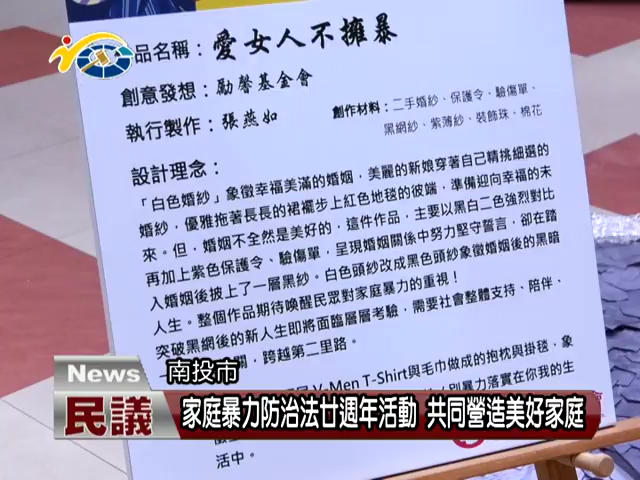 品名稱：愛女人不擁暴
創意發想：勵馨基金會
執行製作：張燕如
創作材料：二手婚紗、保護令、驗傷單、
黑網紗、紫薄紗、裝飾珠、棉花
設計理念：
「白色婚紗」象徵幸福美滿的婚姻，美麗的新娘穿著自己精挑細選的
婚紗，優雅拖著長長的裙襬步上紅色地毯的彼端，準備迎向幸福的未
來。但，婚姻不全然是美好的，這件作品，主要以黑白二色強烈對比
再加上紫色保護令、驗傷單，呈現婚姻關係中努力堅守誓言，卻在踏
入婚姻後披上了一層黑紗。白色頭紗改成黑色頭紗象徵婚姻後的黑暗
人生。整個作品期待喚醒民眾對家庭暴力的重視！
突破黑網後的新人生即將面臨層層考驗，需要社會整體支持、陪伴、
關，跨越第二里路。
V-Men T-Shirt與毛巾做成的抱枕與掛毯，象
別暴力落實在你我的生
活中。
南投市
News
民議
家庭暴力防治法廿週年活動 共同營造美好家庭